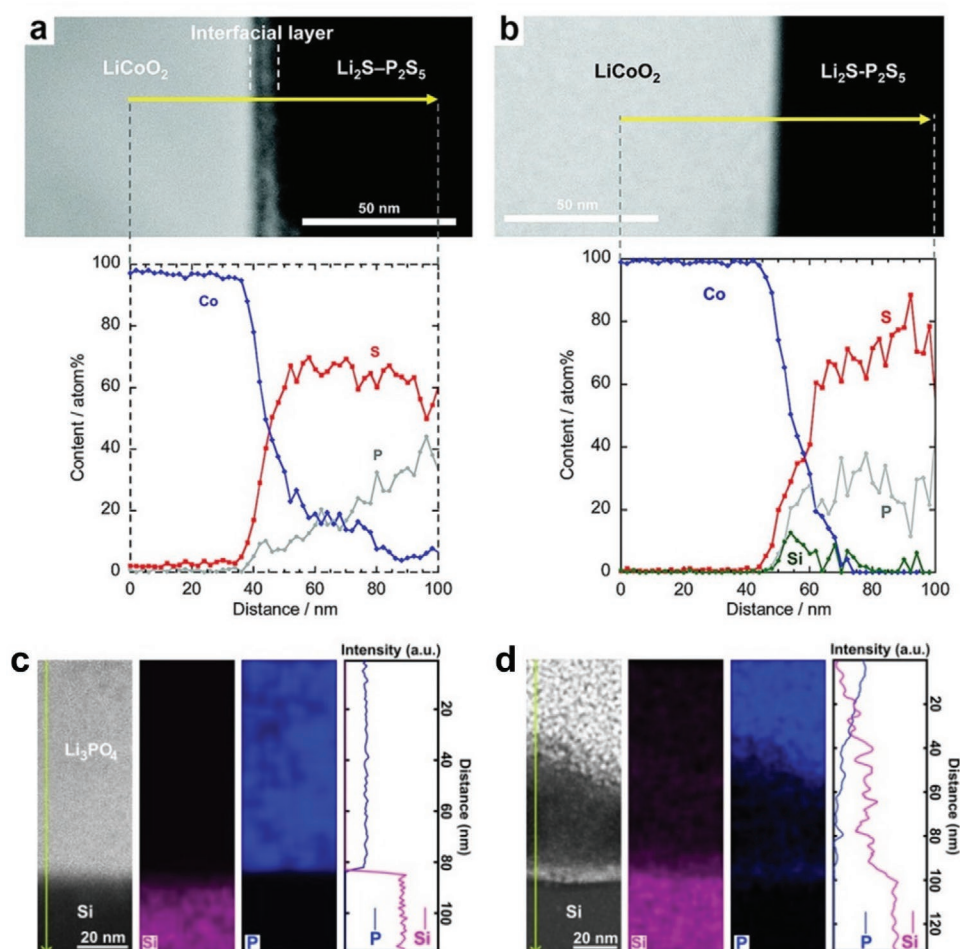 a
Interfacial layer
LiCoO₂
Li₂S–P₂S₅
50 nm
100
80
60
40
20
0
Content / atom%
Co
S
P
0 20 40 60 80 100
Distance / nm
b
LiCoO₂
Li₂S-P₂S₅
50 nm
100
80
60
40
20
0
Content / atom%
Co
S
P
Si
0 20 40 60 80 100
Distance / nm
c
Li₃PO₄
Si
20 nm
Si
P
Intensity (a.u.)
20
40
60
80
100
Distance (nm)
P
Si
d
Si
20 nm
Si
P
Intensity (a.u.)
20
40
60
80
100
120
Distance (nm)
P
Si